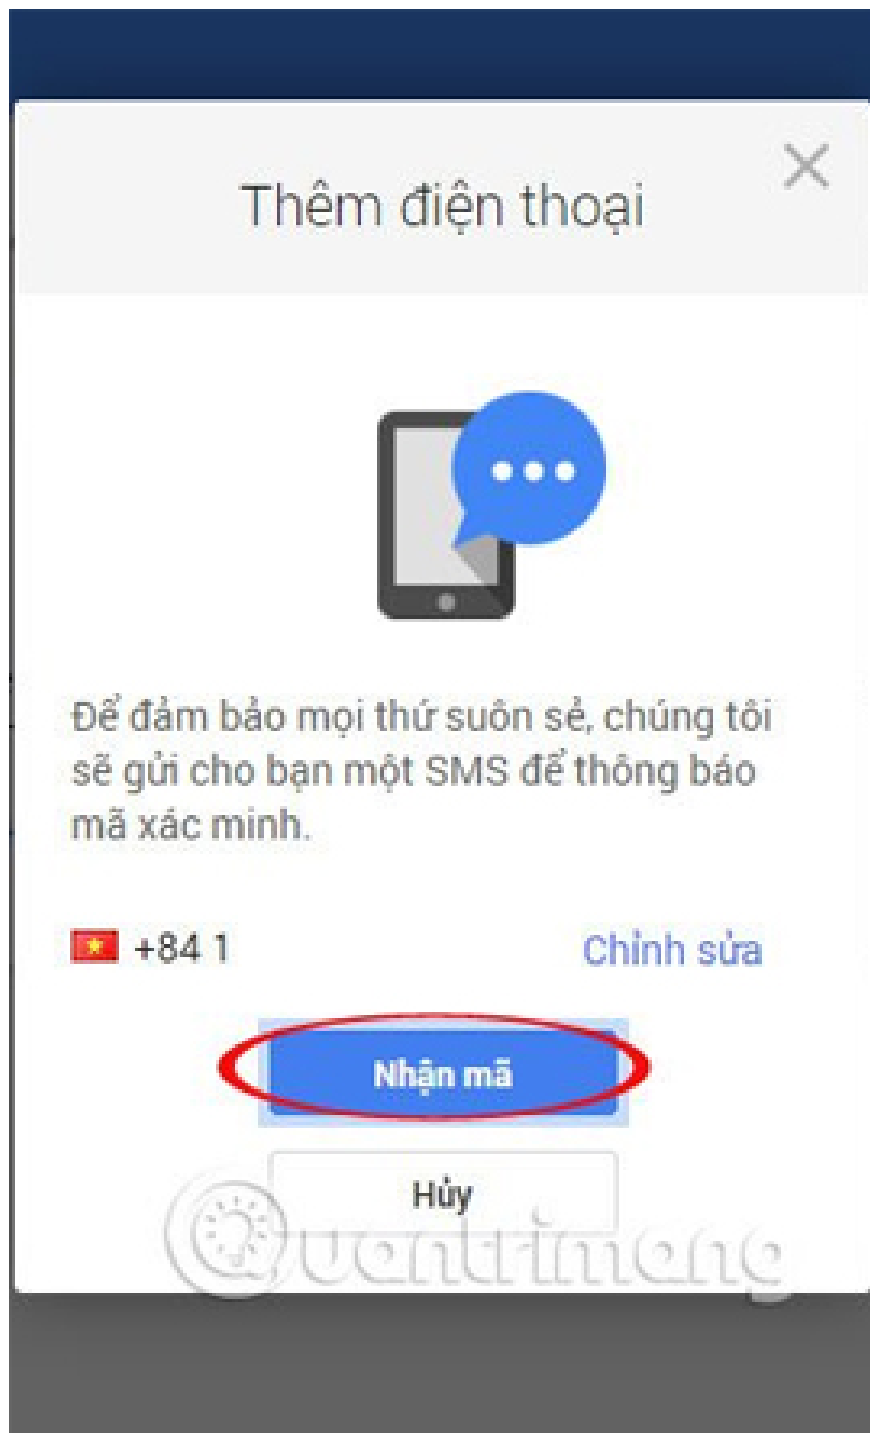 Thêm điện thoại
Để đảm bảo mọi thứ suôn sẻ, chúng tôi
sẽ gửi cho bạn một SMS để thông báo
mã xác minh.
+84 1
Chỉnh sửa
Nhận mã
Hủy
Quantrimang